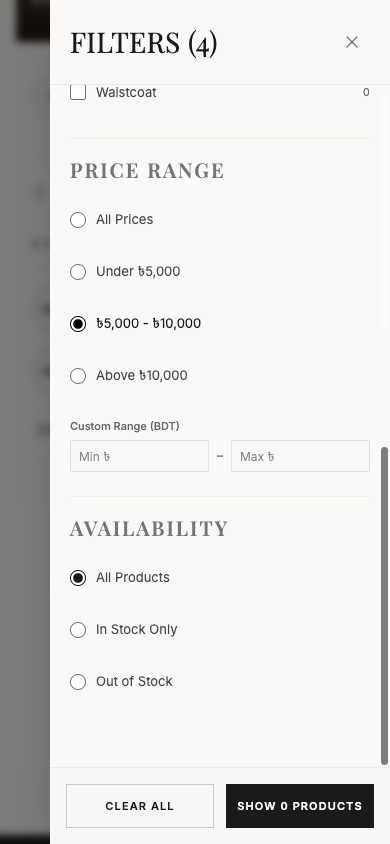 FILTERS (4)
Waistcoat 0
PRICE RANGE
All Prices
Under ৳5,000
৳5,000 - ৳10,000
Above ৳10,000
Custom Range (BDT)
Min ৳ – Max ৳
AVAILABILITY
All Products
In Stock Only
Out of Stock
CLEAR ALL SHOW 0 PRODUCTS